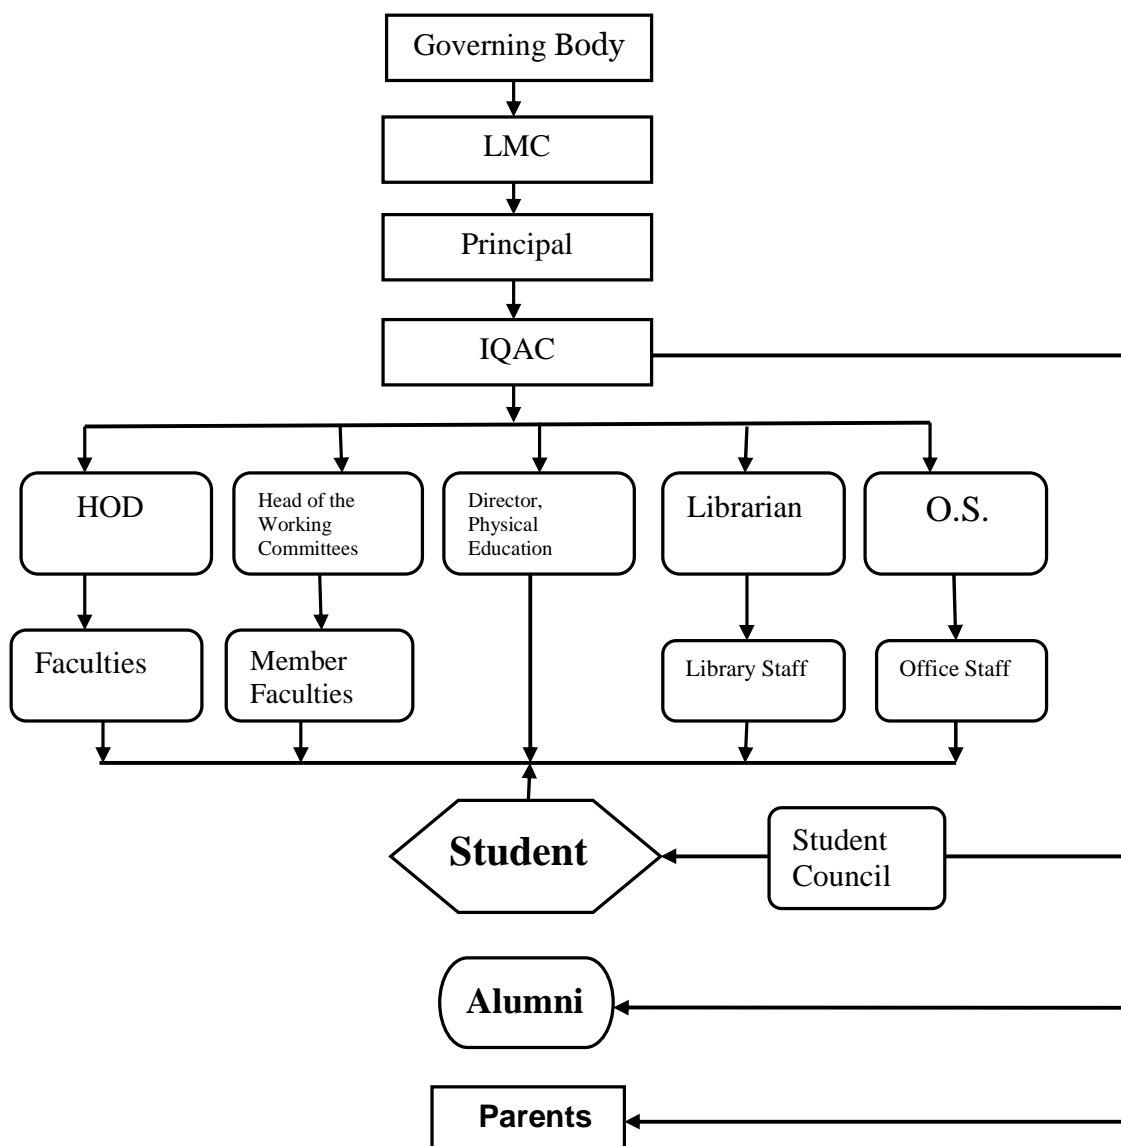 Governing Body
LMC
Principal
IQAC
HOD
Head of the
Working
Committees
Director,
Physical
Education
Librarian
O.S.
Faculties
Member
Faculties
Library Staff
Office Staff
Student
Student
Council
Alumni
Parents